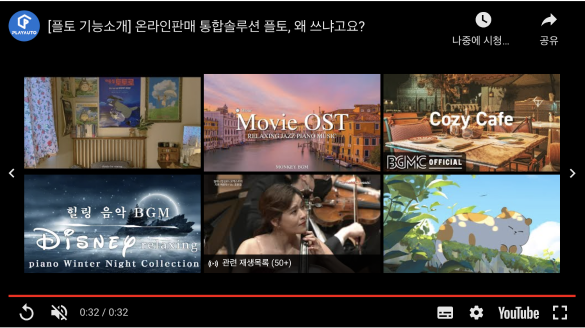 PLAYAUTO
[플토 기능소개] 온라인판매 통합솔루션 플토, 왜 쓰냐고요?
나중에 시청...
공유
Movie OST
RELAXING JAZZ PIANO MUSIC
MONKEY BGM
Cozy Cafe
BGMC OFFICIAL
힐링 음악 BGM
Disney relaxing
piano Winter Night Collection
관련 재생목록 (50+)
0:32 / 0:32
YouTube